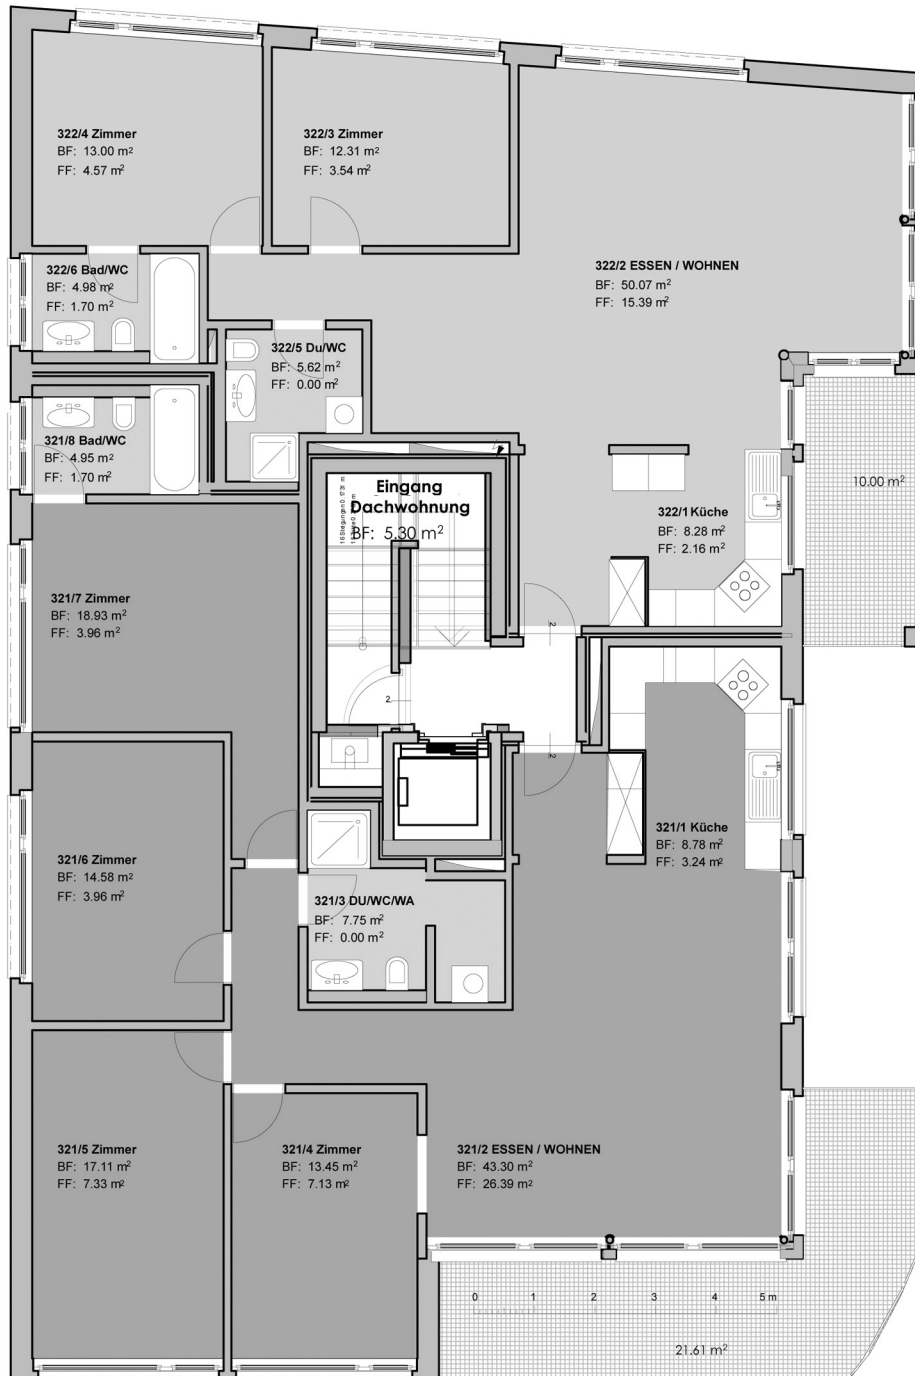 322/4 Zimmer
BF: 13.00 m²
FF: 4.57 m²
322/3 Zimmer
BF: 12.31 m²
FF: 3.54 m²
322/2 ESSEN / WOHNEN
BF: 50.07 m²
FF: 15.39 m²
322/6 Bad/WC
BF: 4.98 m²
FF: 1.70 m²
322/5 Du/WC
BF: 5.62 m²
FF: 0.00 m²
321/8 Bad/WC
BF: 4.95 m²
FF: 1.70 m²
Eingang
Dachwohnung
BF: 5.30 m²
10.00 m²
322/1 Küche
BF: 8.28 m²
FF: 2.16 m²
321/7 Zimmer
BF: 18.93 m²
FF: 3.96 m²
2
2
2
321/1 Küche
BF: 8.78 m²
FF: 3.24 m²
321/6 Zimmer
BF: 14.58 m²
FF: 3.96 m²
321/3 DU/WC/WA
BF: 7.75 m²
FF: 0.00 m²
321/5 Zimmer
BF: 17.11 m²
FF: 7.33 m²
321/4 Zimmer
BF: 13.45 m²
FF: 7.13 m²
321/2 ESSEN / WOHNEN
BF: 43.30 m²
FF: 26.39 m²
0 1 2 3 4 5 m
21.61 m²